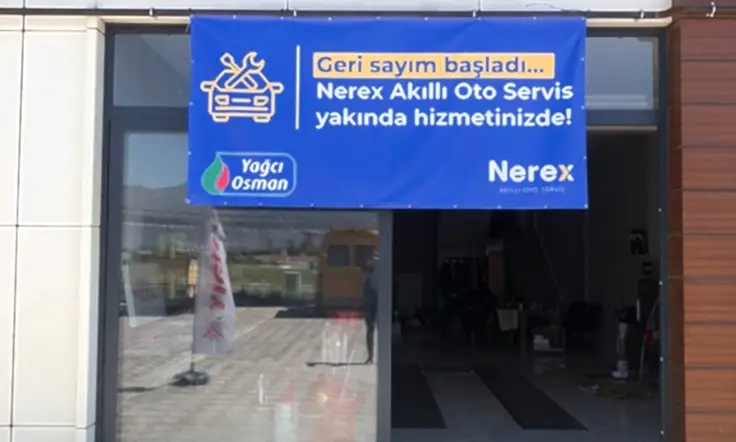 Geri sayım başladı...
Nerex Akıllı Oto Servis
yakında hizmetinizde!
Yağcı
Osman
Nerex
AKILLI OTO SERVİS